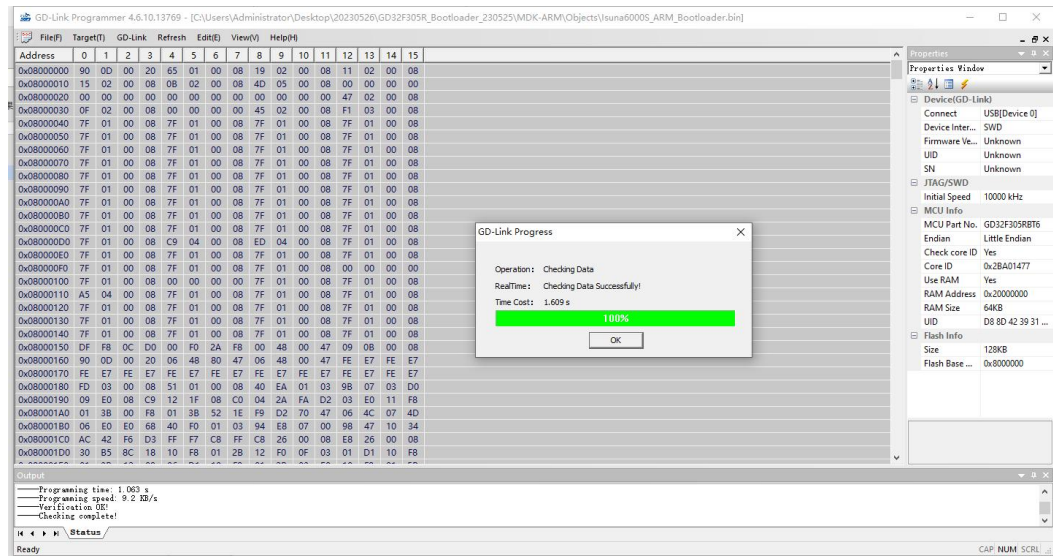 GD-Link Programmer 4.6.10.13769 - [C:\Users\Administrator\Desktop\20230526\GD32F305R_Bootloader_230525\MDK-ARM\Objects\Isuna6000S_ARM_Bootloader.bin]
File(F) Target(T) GD-Link Refresh Edit(E) View(V) Help(H)
Address 0 1 2 3 4 5 6 7 8 9 10 11 12 13 14 15
0x08000000 90 0D 00 20 65 01 00 08 19 02 00 08 11 02 00 08
0x08000010 15 02 00 08 0B 02 00 08 4D 05 00 08 00 00 00 00
0x08000020 00 00 00 00 00 00 00 00 00 00 00 00 47 02 00 08
0x08000030 0F 02 00 08 00 00 00 00 45 02 00 08 F1 03 00 08
0x08000040 7F 01 00 08 7F 01 00 08 7F 01 00 08 7F 01 00 08
0x08000050 7F 01 00 08 7F 01 00 08 7F 01 00 08 7F 01 00 08
0x08000060 7F 01 00 08 7F 01 00 08 7F 01 00 08 7F 01 00 08
0x08000070 7F 01 00 08 7F 01 00 08 7F 01 00 08 7F 01 00 08
0x08000080 7F 01 00 08 7F 01 00 08 7F 01 00 08 7F 01 00 08
0x08000090 7F 01 00 08 7F 01 00 08 7F 01 00 08 7F 01 00 08
0x080000A0 7F 01 00 08 7F 01 00 08 7F 01 00 08 7F 01 00 08
0x080000B0 7F 01 00 08 7F 01 00 08 7F 01 00 08 7F 01 00 08
0x080000C0 7F 01 00 08 7F 01 00 08 7F 01 00 08 7F 01 00 08
0x080000D0 7F 01 00 08 C9 04 00 08 ED 04 00 08 7F 01 00 08
0x080000E0 7F 01 00 08 7F 01 00 08 7F 01 00 08 7F 01 00 08
0x080000F0 7F 01 00 08 7F 01 00 08 7F 01 00 08 00 00 00 00
0x08000100 7F 01 00 08 00 00 00 00 7F 01 00 08 7F 01 00 08
0x08000110 A5 04 00 08 7F 01 00 08 7F 01 00 08 7F 01 00 08
0x08000120 7F 01 00 08 7F 01 00 08 7F 01 00 08 7F 01 00 08
0x08000130 7F 01 00 08 7F 01 00 08 7F 01 00 08 7F 01 00 08
0x08000140 7F 01 00 08 7F 01 00 08 7F 01 00 08 7F 01 00 08
0x08000150 DF F8 0C D0 00 F0 2A F8 00 48 00 47 09 0B 00 08
0x08000160 90 0D 00 20 06 48 80 47 06 48 00 47 FE E7 FE E7
0x08000170 FE E7 FE E7 FE E7 FE E7 FE E7 FE E7 FE E7 FE E7
0x08000180 FD 03 00 08 51 01 00 08 40 EA 01 03 9B 07 03 D0
0x08000190 09 E0 08 C9 12 1F 08 C0 04 2A FA D2 03 E0 11 F8
0x080001A0 01 3B 00 F8 01 3B 52 1E F9 D2 70 47 06 4C 07 4D
0x080001B0 06 E0 E0 68 40 F0 01 03 94 E8 07 00 98 47 10 34
0x080001C0 AC 42 F6 D3 FF F7 C8 FF C8 26 00 08 E8 26 00 08
0x080001D0 30 B5 8C 18 10 F8 01 2B 12 F0 0F 03 01 D1 10 F8
GD-Link Progress
Operation: Checking Data
RealTime: Checking Data Successfully!
Time Cost: 1.609 s
100%
OK
Properties
Properties Window
Device(GD-Link)
Connect USB[Device 0]
Device Inter... SWD
Firmware Ve... Unknown
UID Unknown
SN Unknown
JTAG/SWD
Initial Speed 10000 kHz
MCU Info
MCU Part No. GD32F305RBT6
Endian Little Endian
Check core ID Yes
Core ID 0x2BA01477
Use RAM Yes
RAM Address 0x20000000
RAM Size 64KB
UID D8 8D 42 39 31 ...
Flash Info
Size 128KB
Flash Base ... 0x8000000
Output
——Programming time: 1.063 s
——Programming speed: 9.2 KB/s
——Verification OK!
——Checking complete!
Status
Ready
CAP NUM SCRL